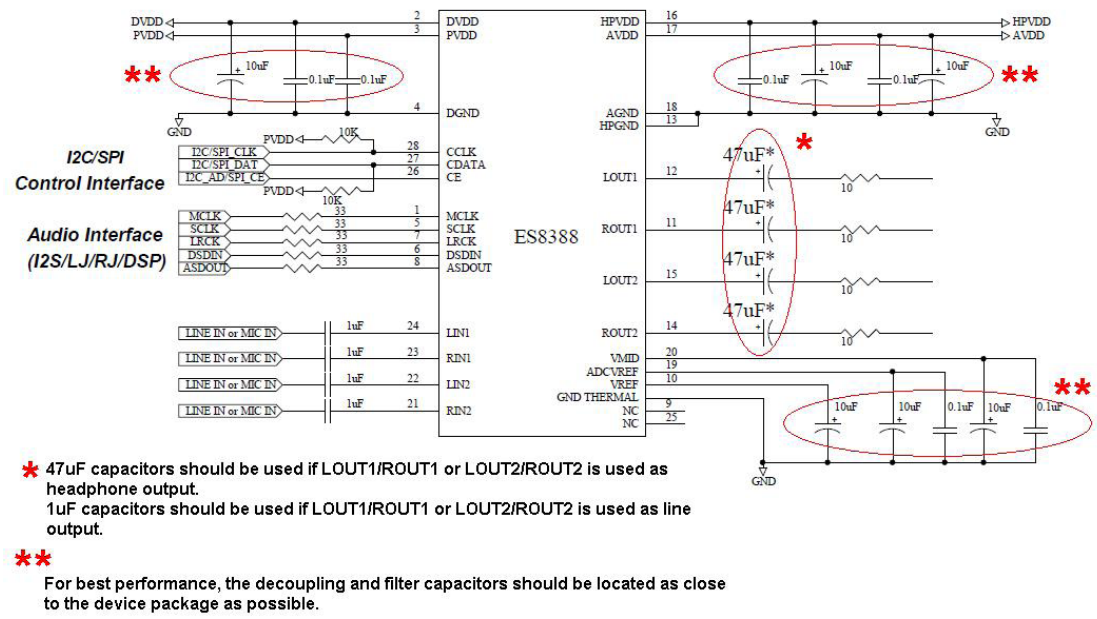 DVDD 2 DVDD HPVDD 16 HPVDD
PVDD 3 PVDD AVDD 17 AVDD
** 10uF 0.1uF 0.1uF 0.1uF 10uF 0.1uF 10uF **
4 DGND AGND 18
HPGND 13
GND GND
PVDD 10K
I2C/SPI
Control Interface
I2C/SPI_CLK 28 CCLK
I2C/SPI_DAT 27 CDATA
I2C_AD/SPI_CE 26 CE
PVDD 10K
*
47uF*
LOUT1 12 10
47uF*
ROUT1 11 10
47uF*
LOUT2 15 10
47uF*
ROUT2 14 10
Audio Interface
(I2S/LJ/RJ/DSP)
MCLK 33 1 MCLK
SCLK 33 5 SCLK
LRCK 33 7 LRCK
DSDIN 33 6 DSDIN
ASDOUT 33 8 ASDOUT
ES8388
LINE IN or MIC IN 1uF 24 LIN1
LINE IN or MIC IN 1uF 23 RIN1
LINE IN or MIC IN 1uF 22 LIN2
LINE IN or MIC IN 1uF 21 RIN2
VMID 20
ADCVREF 19
VREF 10
GND THERMAL
NC 9
NC 25
**
10uF 10uF 0.1uF 10uF 0.1uF
GND
* 47uF capacitors should be used if LOUT1/ROUT1 or LOUT2/ROUT2 is used as
headphone output.
1uF capacitors should be used if LOUT1/ROUT1 or LOUT2/ROUT2 is used as line
output.
**
For best performance, the decoupling and filter capacitors should be located as close
to the device package as possible.